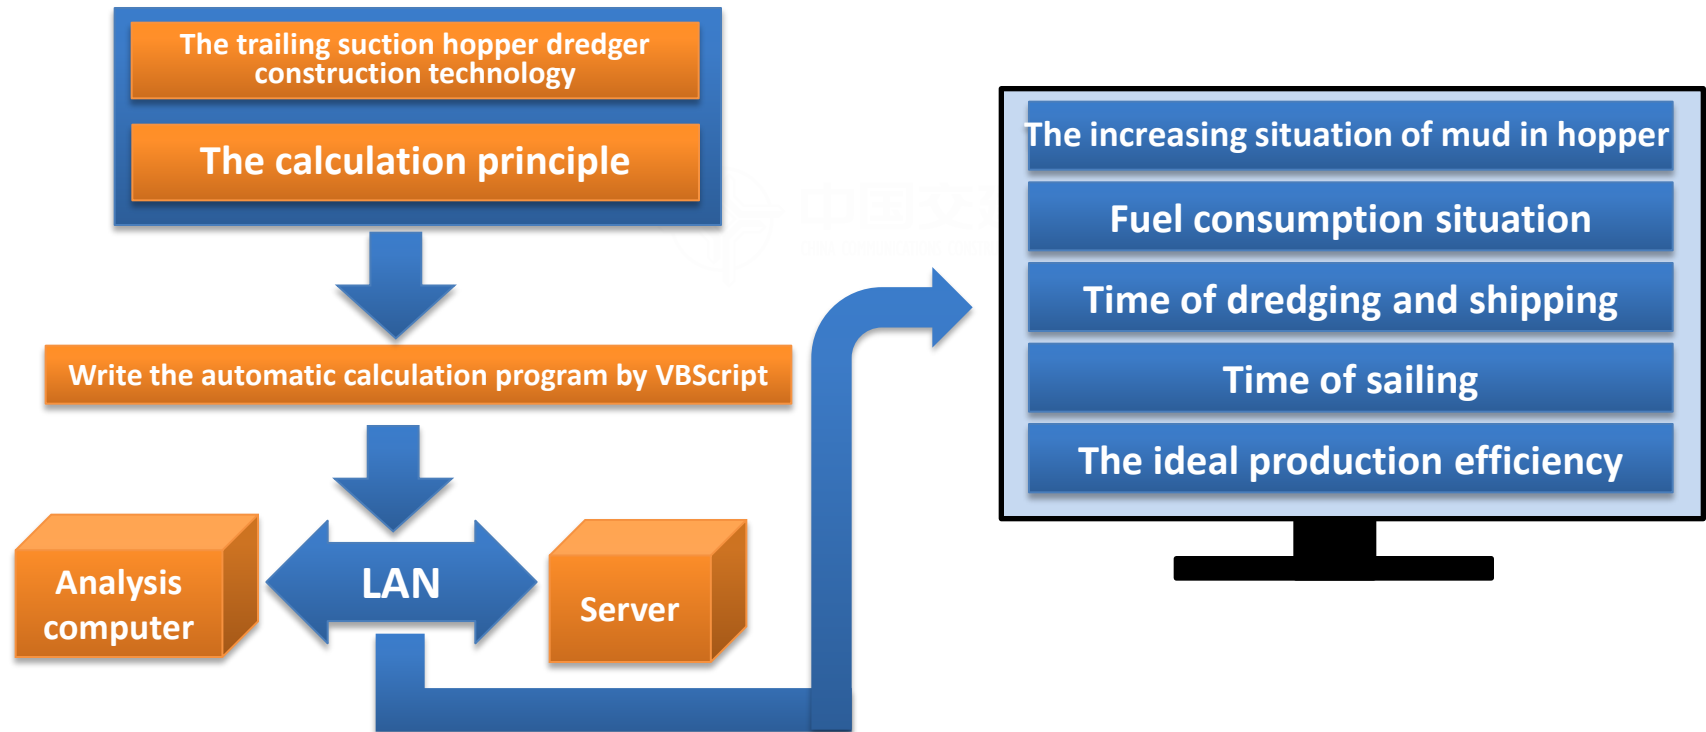 The trailing suction hopper dredger
construction technology
The calculation principle
Write the automatic calculation program by VBScript
Analysis
computer
LAN
Server
The increasing situation of mud in hopper
Fuel consumption situation
Time of dredging and shipping
Time of sailing
The ideal production efficiency